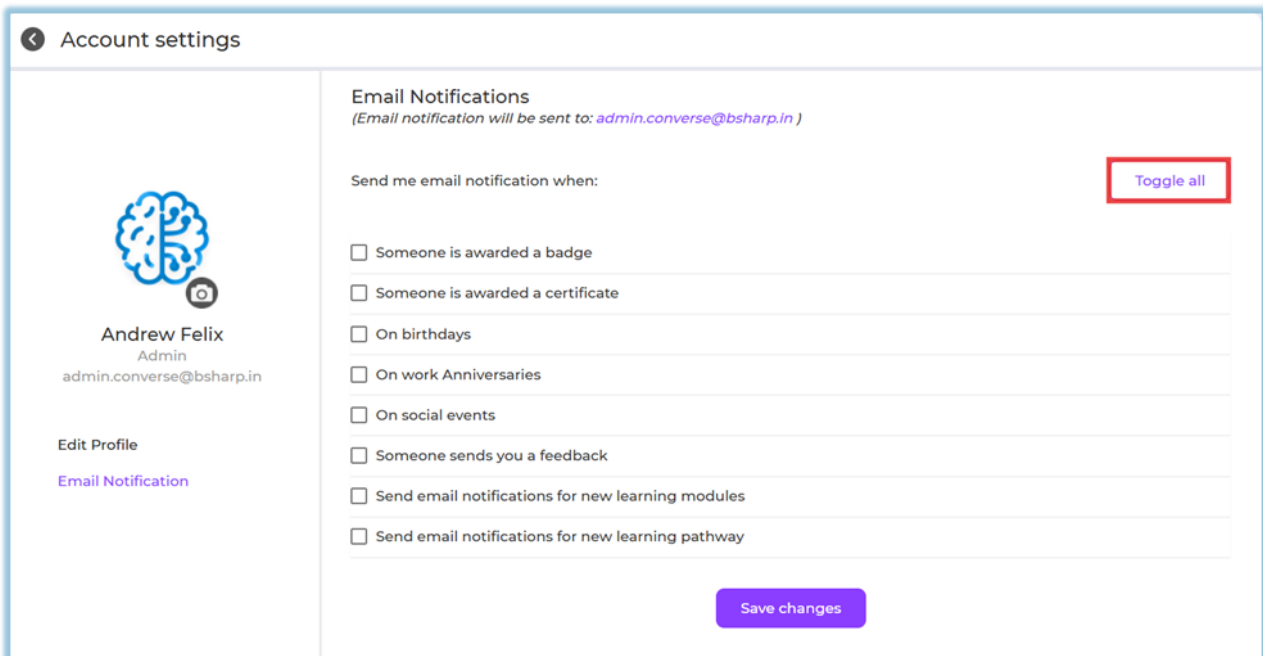 Account settings
Andrew Felix
Admin
admin.converse@bsharp.in
Edit Profile
Email Notification
Email Notifications
(Email notification will be sent to: admin.converse@bsharp.in )
Send me email notification when:
Toggle all
Someone is awarded a badge
Someone is awarded a certificate
On birthdays
On work Anniversaries
On social events
Someone sends you a feedback
Send email notifications for new learning modules
Send email notifications for new learning pathway
Save changes